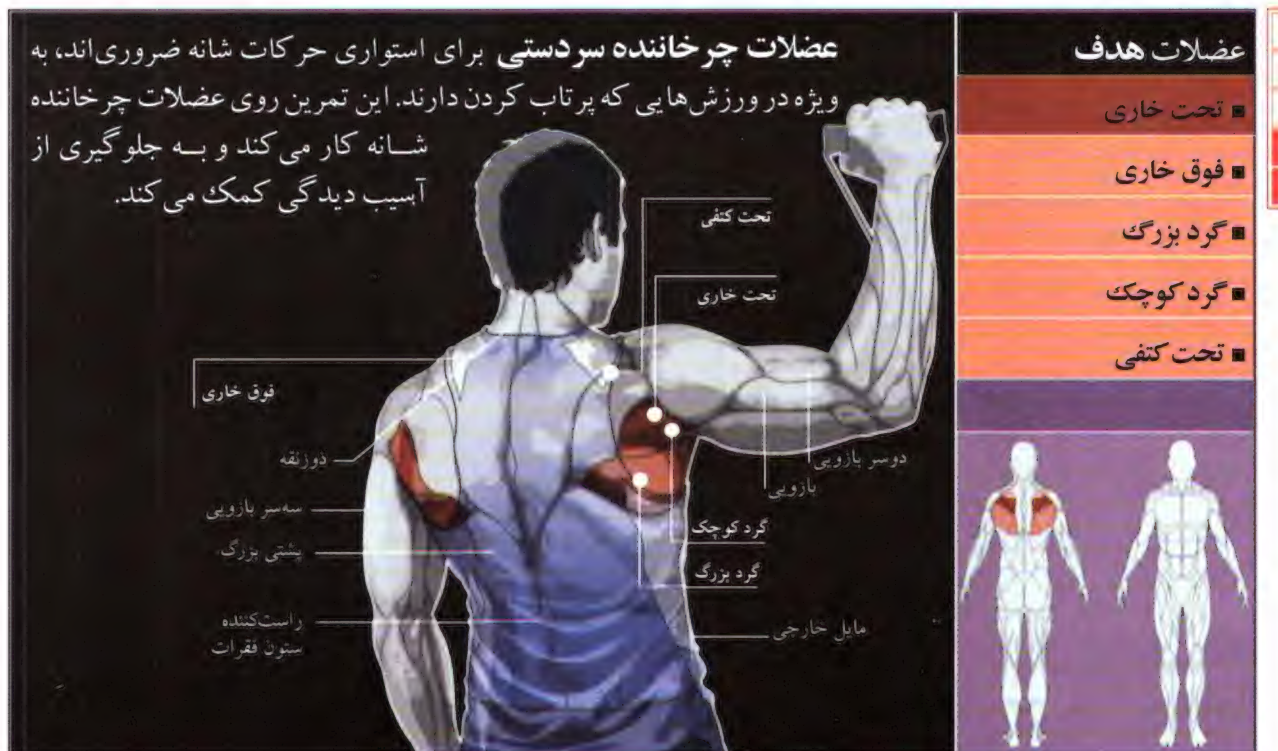 عضلات هدف
▪ تحت خاری
▪ فوق خاری
▪ گرد بزرگ
▪ گرد کوچک
▪ تحت کتفی
عضلات چرخاننده سردستی برای استواری حرکات شانه ضروری‌اند، به
ویژه در ورزش‌هایی که پرتاب کردن دارند. این تمرین روی عضلات چرخاننده
شانه کار می‌کند و به جلوگیری از
آسیب دیدگی کمک می‌کند.
تحت کتفی
تحت خاری
فوق خاری
ذوزنقه
سه‌سر بازویی
پشتی بزرگ
راست‌کننده
ستون فقرات
دوسر بازویی
بازویی
گرد کوچک
گرد بزرگ
مایل خارجی